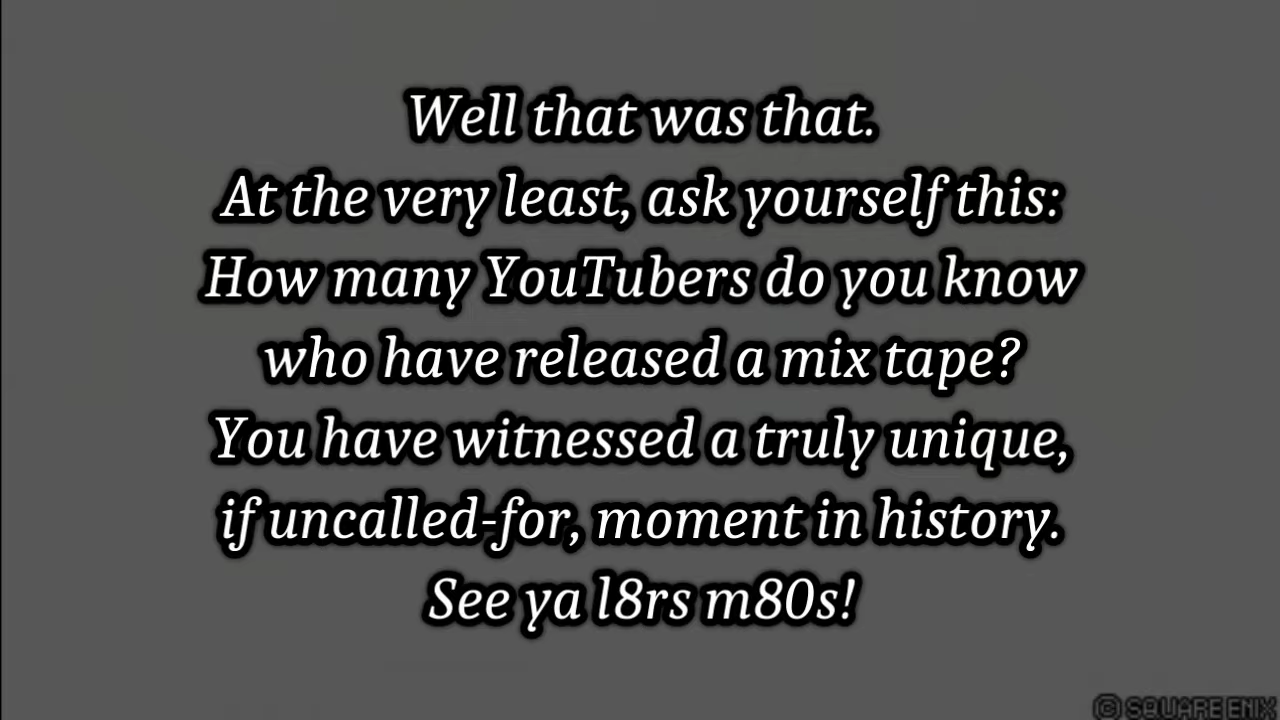 Well that was that.
At the very least, ask yourself this:
How many YouTubers do you know
who have released a mix tape?
You have witnessed a truly unique,
if uncalled-for, moment in history.
See ya l8rs m80s!
© SQUARE ENIX